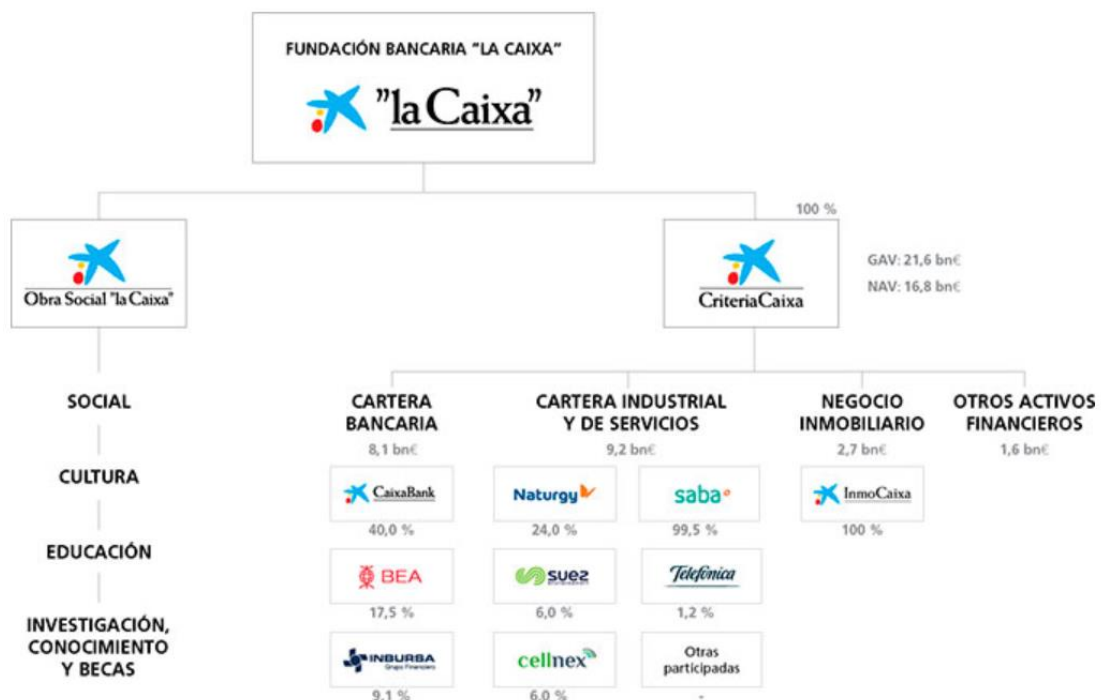 FUNDACIÓN BANCARIA "LA CAIXA"
"la Caixa"
100 %
Obra Social "la Caixa"
CriteriaCaixa
GAV: 21,6 bn€
NAV: 16,8 bn€
SOCIAL
CULTURA
EDUCACIÓN
INVESTIGACIÓN,
CONOCIMIENTO
Y BECAS
CARTERA
BANCARIA
8,1 bn€
CaixaBank
40,0 %
BEA
17,5 %
INBURSA
Grupo Financiero
9,1 %
CARTERA INDUSTRIAL
Y DE SERVICIOS
9,2 bn€
Naturgy
24,0 %
saba
99,5 %
suez
6,0 %
Telefónica
1,2 %
cellnex
6,0 %
Otras
participadas
-
NEGOCIO
INMOBILIARIO
2,7 bn€
InmoCaixa
100 %
OTROS ACTIVOS
FINANCIEROS
1,6 bn€